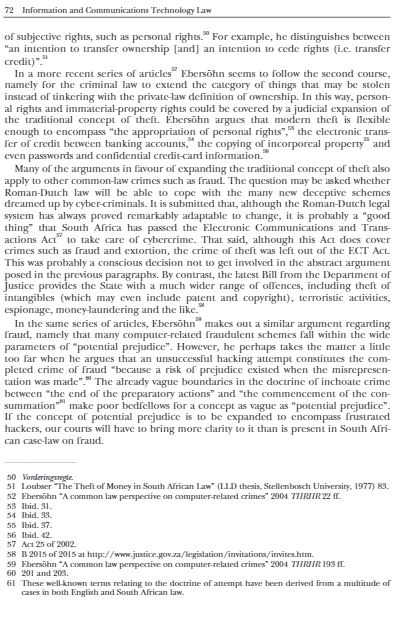 72 Information and Communications Technology Law
of subjective rights, such as personal rights.50 For example, he distinguishes between
"an intention to transfer ownership [and] an intention to cede rights (i.e. transfer
credit)".51
In a more recent series of articles52 Ebersöhn seems to follow the second course,
namely for the criminal law to extend the category of things that may be stolen
instead of tinkering with the private-law definition of ownership. In this way, person-
al rights and immaterial-property rights could be covered by a judicial expansion of
the traditional concept of theft. Ebersöhn argues that modern theft is flexible
enough to encompass "the appropriation of personal rights",53 the electronic trans-
fer of credit between banking accounts,54 the copying of incorporeal property55 and
even passwords and confidential credit-card information.56
Many of the arguments in favour of expanding the traditional concept of theft also
apply to other common-law crimes such as fraud. The question may be asked whether
Roman-Dutch law will be able to cope with the many new deceptive schemes
dreamed up by cyber-criminals. It is submitted that, although the Roman-Dutch legal
system has always proved remarkably adaptable to change, it is probably a "good
thing" that South Africa has passed the Electronic Communications and Trans-
actions Act57 to take care of cybercrime. That said, although this Act does cover
crimes such as fraud and extortion, the crime of theft was left out of the ECT Act.
This was probably a conscious decision not to get involved in the abstract argument
posed in the previous paragraphs. By contrast, the latest Bill from the Department of
Justice provides the State with a much wider range of offences, including theft of
intangibles (which may even include patent and copyright), terroristic activities,
espionage, money-laundering and the like.58
In the same series of articles, Ebersöhn59 makes out a similar argument regarding
fraud, namely that many computer-related fraudulent schemes fall within the wide
parameters of "potential prejudice". However, he perhaps takes the matter a little
too far when he argues that an unsuccessful hacking attempt constitutes the com-
pleted crime of fraud "because a risk of prejudice existed when the misrepresen-
tation was made".60 The already vague boundaries in the doctrine of inchoate crime
between "the end of the preparatory actions" and "the commencement of the con-
summation"61 make poor bedfellows for a concept as vague as "potential prejudice".
If the concept of potential prejudice is to be expanded to encompass frustrated
hackers, our courts will have to bring more clarity to it than is present in South Afri-
can case-law on fraud.
50 Vorderingsregte.
51 Loubser "The Theft of Money in South African Law" (LLD thesis, Stellenbosch University, 1977) 83.
52 Ebersöhn "A common law perspective on computer-related crimes" 2004 THRHR 22 ff.
53 Ibid. 31.
54 Ibid. 33.
55 Ibid. 37.
56 Ibid. 42.
57 Act 25 of 2002.
58 B 2015 of 2015 at http://www.justice.gov.za/legislation/invitations/invites.htm.
59 Ebersöhn "A common law perspective on computer-related crimes" 2004 THRHR 193 ff.
60 201 and 203.
61 These well-known terms relating to the doctrine of attempt have been derived from a multitude of
cases in both English and South African law.